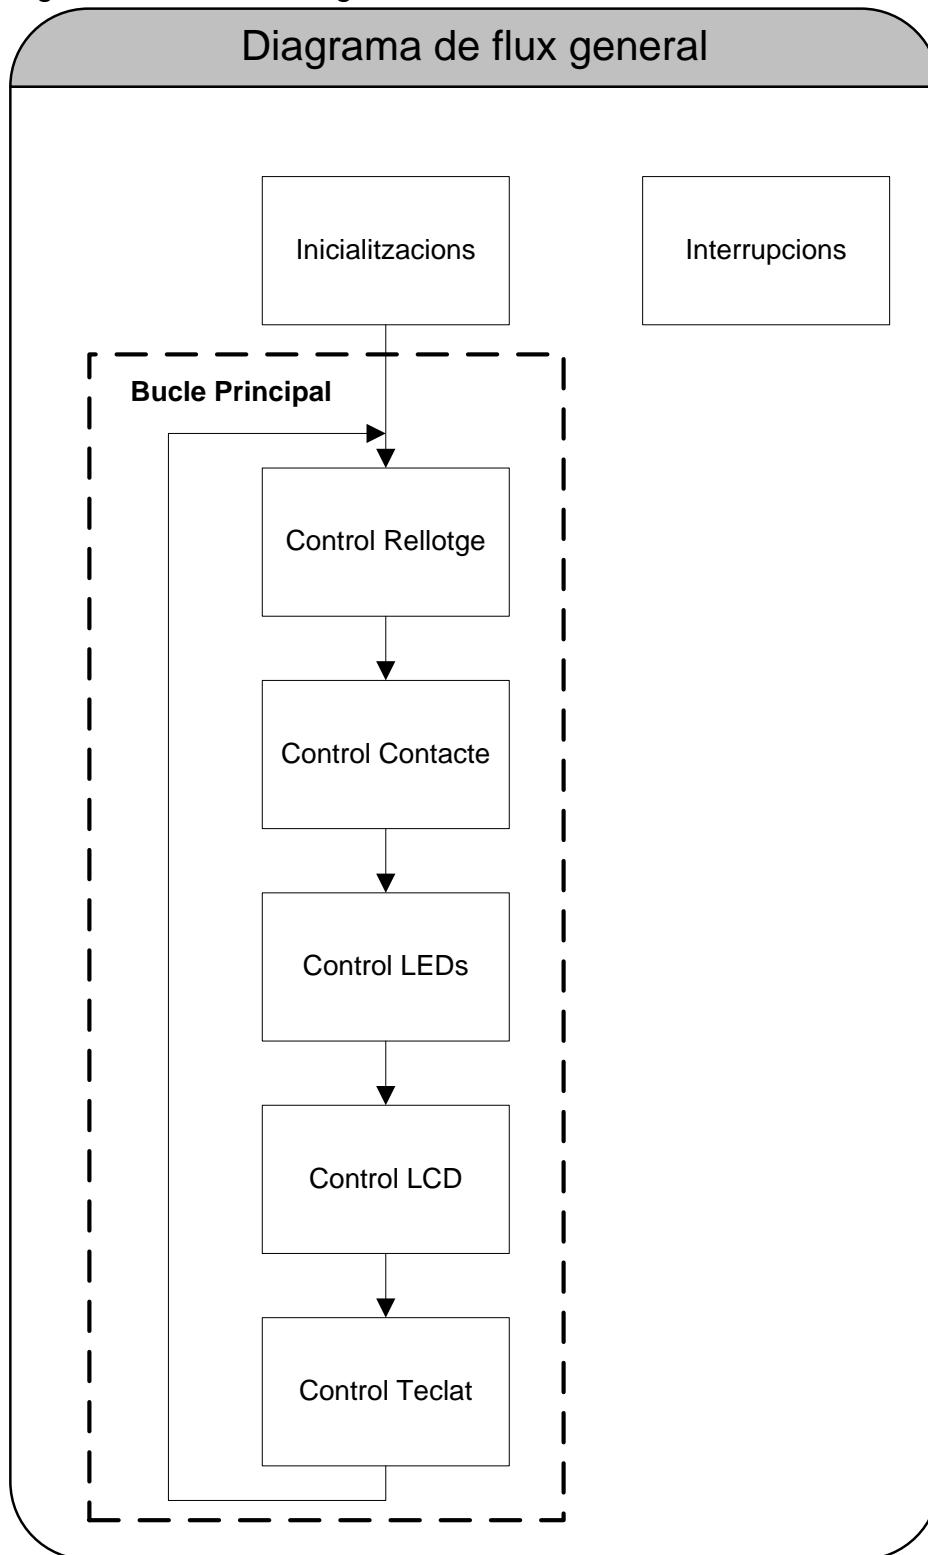 Diagrama de flux general
Inicialitzacions
Interrupcions
Bucle Principal
Control Rellotge
Control Contacte
Control LEDs
Control LCD
Control Teclat